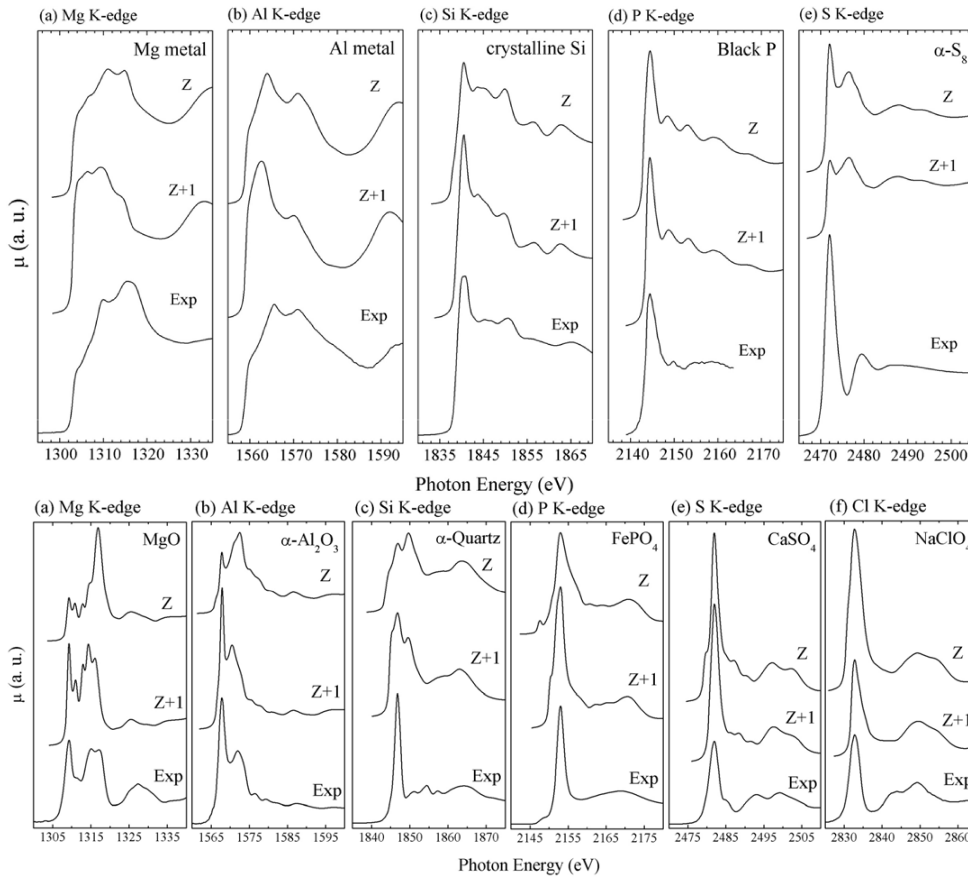 (a) Mg K-edge
(b) Al K-edge
(c) Si K-edge
(d) P K-edge
(e) S K-edge
Mg metal
Al metal
crystalline Si
Black P
α-S8
Z
Z
Z
Z
Z
Z+1
Z+1
Z+1
Z+1
Z+1
Exp
Exp
Exp
Exp
Exp
μ (a. u.)
1300 1310 1320 1330
1560 1570 1580 1590
1835 1845 1855 1865
2140 2150 2160 2170
2470 2480 2490 2500
Photon Energy (eV)
(a) Mg K-edge
(b) Al K-edge
(c) Si K-edge
(d) P K-edge
(e) S K-edge
(f) Cl K-edge
MgO
α-Al2O3
α-Quartz
FePO4
CaSO4
NaClO4
Z
Z
Z
Z
Z
Z
Z+1
Z+1
Z+1
Z+1
Z+1
Z+1
Exp
Exp
Exp
Exp
Exp
Exp
μ (a. u.)
1305 1315 1325 1335
1565 1575 1585 1595
1840 1850 1860 1870
2145 2155 2165 2175
2475 2485 2495 2505
2830 2840 2850 2860
Photon Energy (eV)